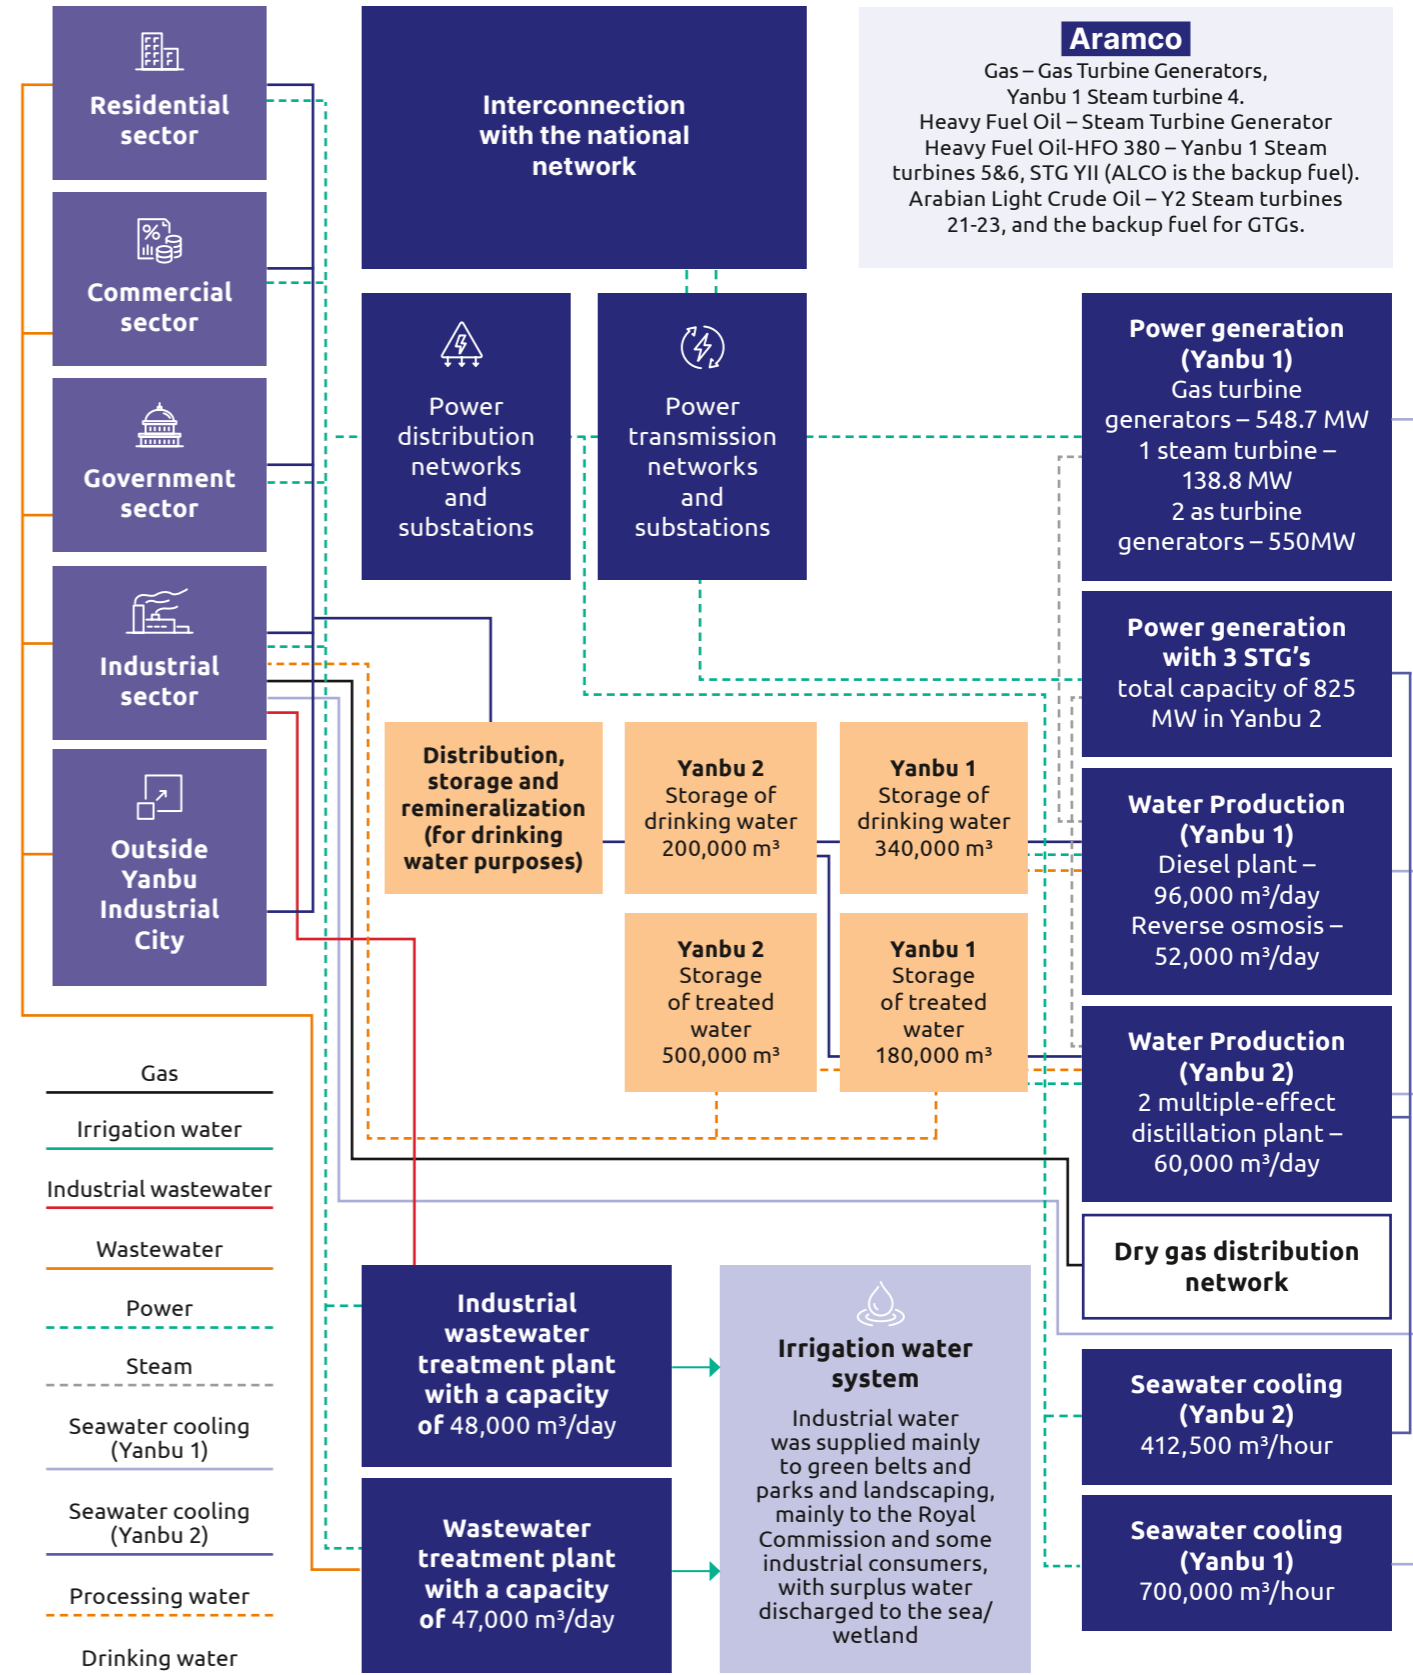 Residential
sector
Commercial
sector
Government
sector
Industrial
sector
Outside
Yanbu
Industrial
City
Interconnection
with the national
network
Aramco
Gas – Gas Turbine Generators,
Yanbu 1 Steam turbine 4.
Heavy Fuel Oil – Steam Turbine Generator
Heavy Fuel Oil-HFO 380 – Yanbu 1 Steam
turbines 5&6, STG YII (ALCO is the backup fuel).
Arabian Light Crude Oil – Y2 Steam turbines
21-23, and the backup fuel for GTGs.
Power
distribution
networks
and
substations
Power
transmission
networks
and
substations
Power generation
(Yanbu 1)
Gas turbine
generators – 548.7 MW
1 steam turbine –
138.8 MW
2 as turbine
generators – 550MW
Power generation
with 3 STG's
total capacity of 825
MW in Yanbu 2
Distribution,
storage and
remineralization
(for drinking
water purposes)
Yanbu 2
Storage of
drinking water
200,000 m³
Yanbu 1
Storage of
drinking water
340,000 m³
Yanbu 2
Storage
of treated
water
500,000 m³
Yanbu 1
Storage
of treated
water
180,000 m³
Water Production
(Yanbu 1)
Diesel plant –
96,000 m³/day
Reverse osmosis –
52,000 m³/day
Water Production
(Yanbu 2)
2 multiple-effect
distillation plant –
60,000 m³/day
Dry gas distribution
network
Seawater cooling
(Yanbu 2)
412,500 m³/hour
Seawater cooling
(Yanbu 1)
700,000 m³/hour
Industrial
wastewater
treatment plant
with a capacity
of 48,000 m³/day
Wastewater
treatment plant
with a capacity
of 47,000 m³/day
Irrigation water
system
Industrial water
was supplied mainly
to green belts and
parks and landscaping,
mainly to the Royal
Commission and some
industrial consumers,
with surplus water
discharged to the sea/
wetland
Gas
Irrigation water
Industrial wastewater
Wastewater
Power
Steam
Seawater cooling
(Yanbu 1)
Seawater cooling
(Yanbu 2)
Processing water
Drinking water